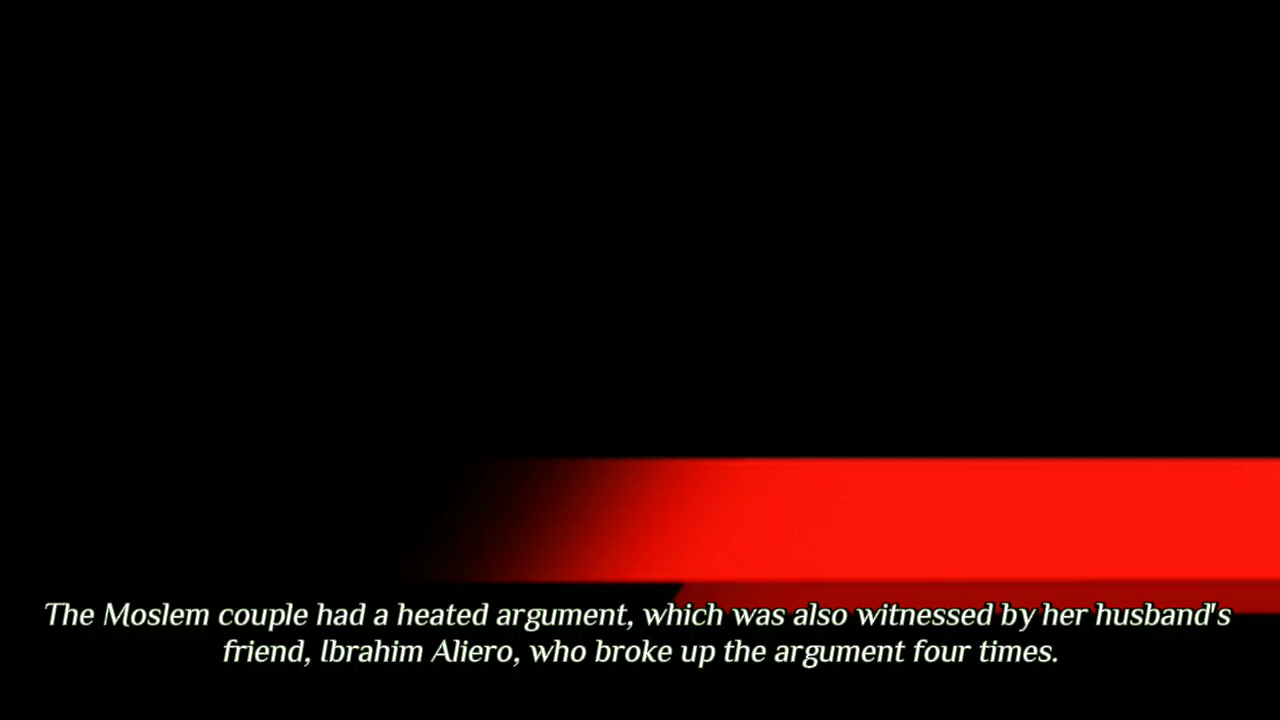 The Moslem couple had a heated argument, which was also witnessed by her husband's
friend, Ibrahim Aliero, who broke up the argument four times.